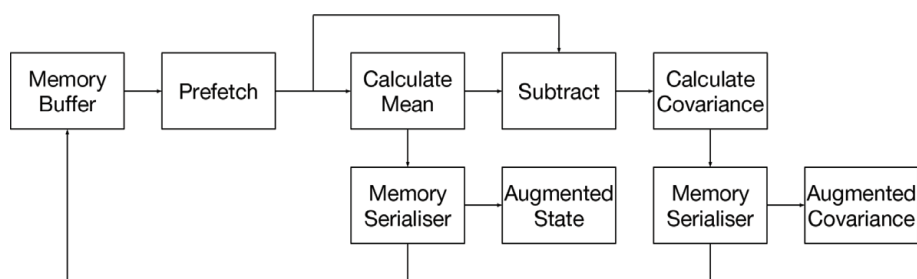 Memory
Buffer
Prefetch
Calculate
Mean
Subtract
Calculate
Covariance
Memory
Serialiser
Augmented
State
Memory
Serialiser
Augmented
Covariance